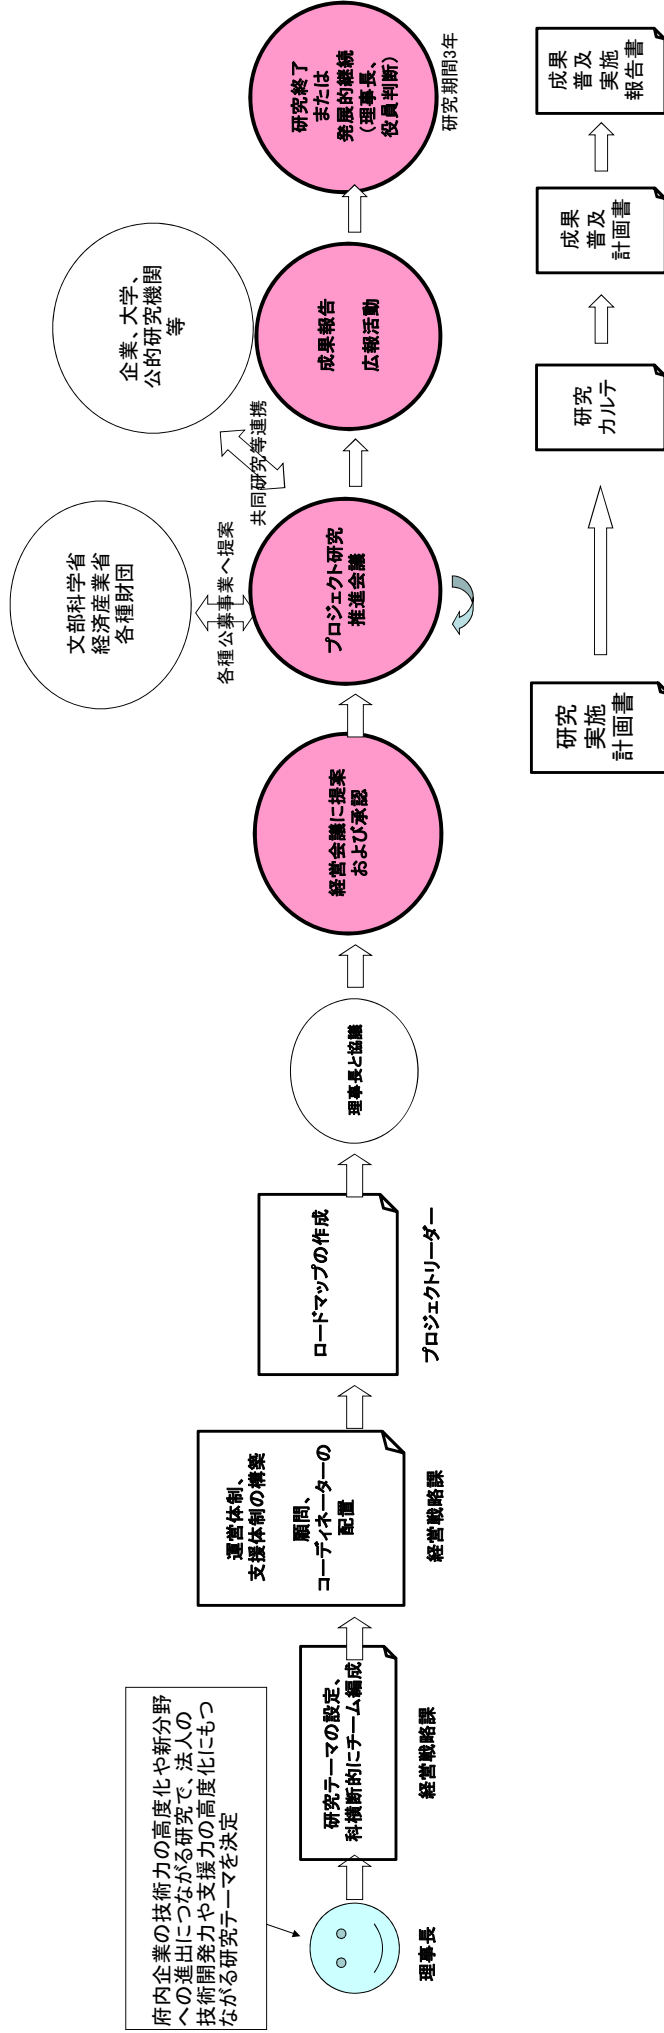 府内企業の技術力の高度化や新分野
への進出につながる研究で、法人の
技術開発力や支援力の高度化にもつ
ながる研究テーマを決定
理事長
研究テーマの設定、
科横断的にチーム編成
経営戦略課
運営体制、
支援体制の構築
顧問、
コーディネーターの
配置
経営戦略課
ロードマップの作成
プロジェクトリーダー
理事長と協議
経営会議に提案
および承認
文部科学省
経済産業省
各種財団
各種公募事業へ提案
プロジェクト研究
推進会議
企業、大学、
公的研究機関
等
共同研究等連携
成果報告
広報活動
研究終了
または
発展的継続
（理事長、
役員判断）
研究期間3年
研究
実施
計画書
研究
カルテ
成果
普及
計画書
成果
普及
実施
報告書